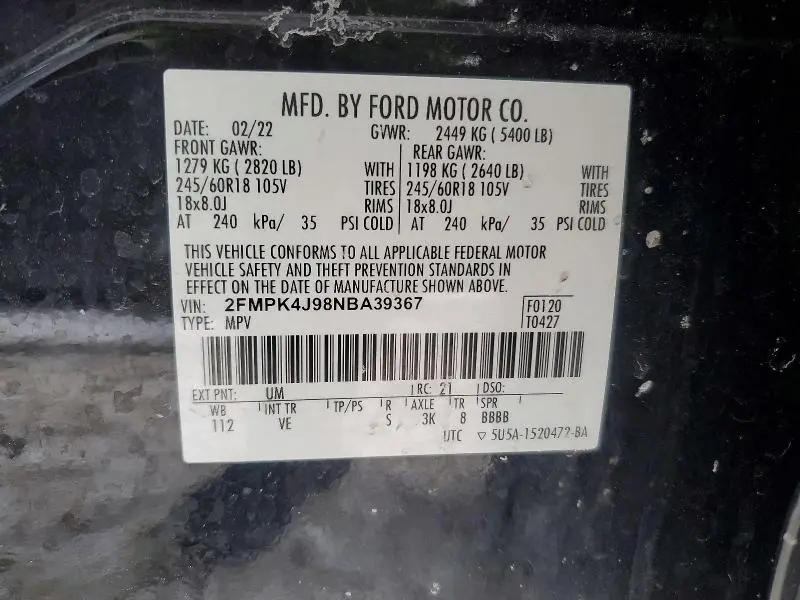 MFD. BY FORD MOTOR CO.
DATE: 02/22 GVWR: 2449 KG ( 5400 LB)
FRONT GAWR: REAR GAWR:
1279 KG ( 2820 LB) WITH 1198 KG ( 2640 LB) WITH
245/60R18 105V TIRES 245/60R18 105V TIRES
18x8.0J RIMS 18x8.0J RIMS
AT 240 kPa/ 35 PSI COLD AT 240 kPa/ 35 PSI COLD
THIS VEHICLE CONFORMS TO ALL APPLICABLE FEDERAL MOTOR
VEHICLE SAFETY AND THEFT PREVENTION STANDARDS IN
EFFECT ON THE DATE OF MANUFACTURE SHOWN ABOVE.
VIN: 2FMPK4J98NBA39367 F0120
TYPE: MPV T0427
EXT PNT: UM RC: 21 DSO:
WB INT TR TP/PS R AXLE TR SPR
112 VE S 3K 8 BBBB
UTC ▽ 5U5A-1520472-BA